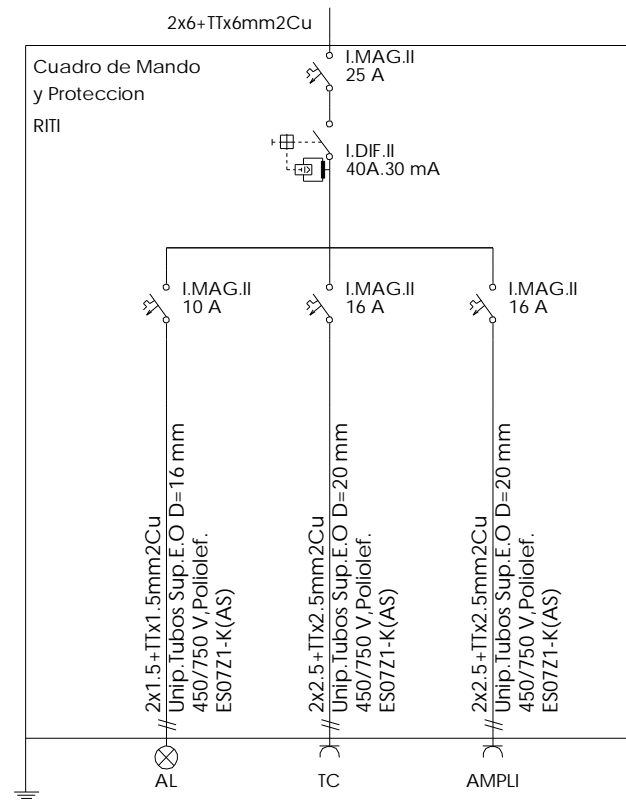 2x6+TTx6mm2Cu
Cuadro de Mando
y Proteccion
RITI
I.MAG.II
25 A
I.DIF.II
40A.30 mA
I.MAG.II
10 A
I.MAG.II
16 A
I.MAG.II
16 A
2x1.5+TTx1.5mm2Cu
Unip.Tubos Sup.E.O D=16 mm
450/750 V,Poliolef.
ES07Z1-K(AS)
2x2.5+TTx2.5mm2Cu
Unip.Tubos Sup.E.O D=20 mm
450/750 V,Poliolef.
ES07Z1-K(AS)
2x2.5+TTx2.5mm2Cu
Unip.Tubos Sup.E.O D=20 mm
450/750 V,Poliolef.
ES07Z1-K(AS)
AL
TC
AMPLI